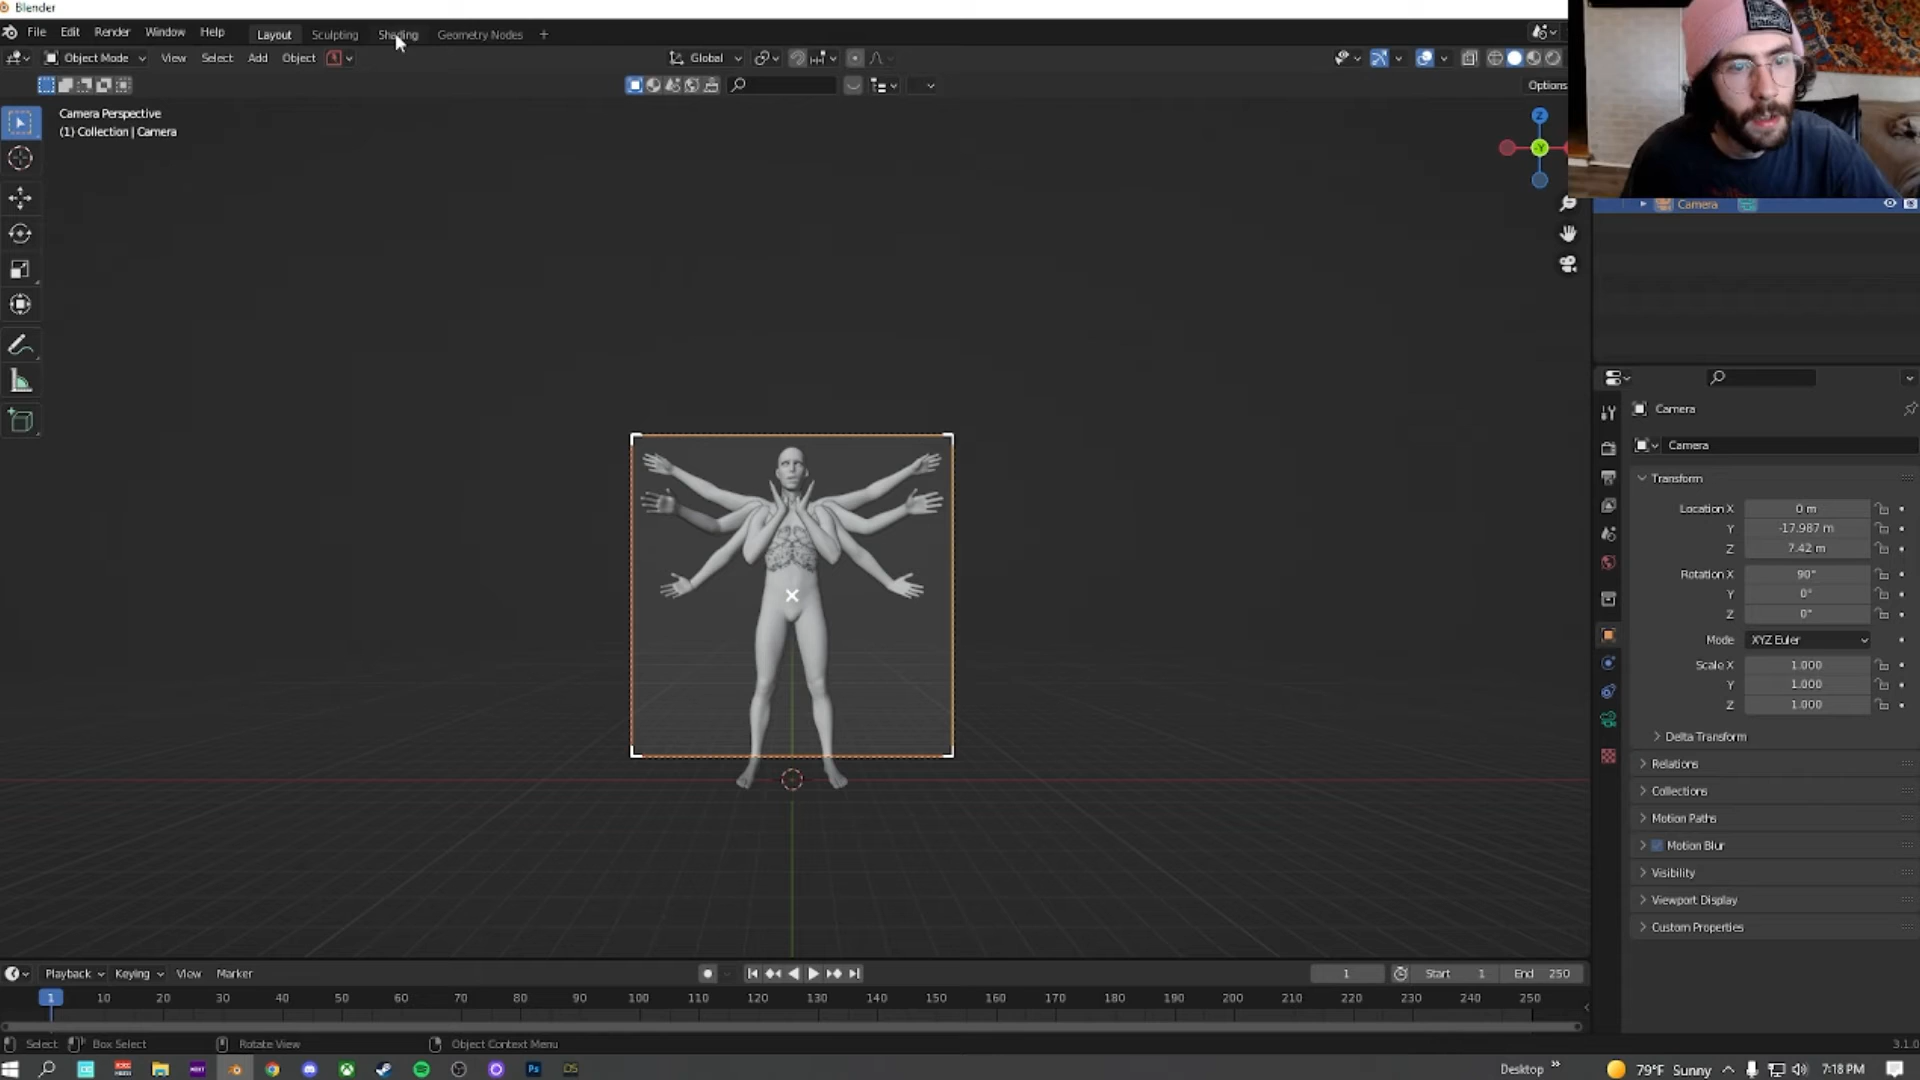 Blender
File Edit Render Window Help Layout Sculpting Shading Geometry Nodes +
Object Mode View Select Add Object Global
Options
Camera Perspective
(1) Collection | Camera
Z
-Y
Camera
Camera
Camera
Transform
Location X 0 m
Y -17.987 m
Z 7.42 m
Rotation X 90°
Y 0°
Z 0°
Mode XYZ Euler
Scale X 1.000
Y 1.000
Z 1.000
Delta Transform
Relations
Collections
Motion Paths
Motion Blur
Visibility
Viewport Display
Custom Properties
Playback Keying View Marker 1 Start 1 End 250
1 10 20 30 40 50 60 70 80 90 100 110 120 130 140 150 160 170 180 190 200 210 220 230 240 250
Select Box Select Rotate View Object Context Menu 3.1.0
Ps DS Desktop 79°F Sunny 7:18 PM